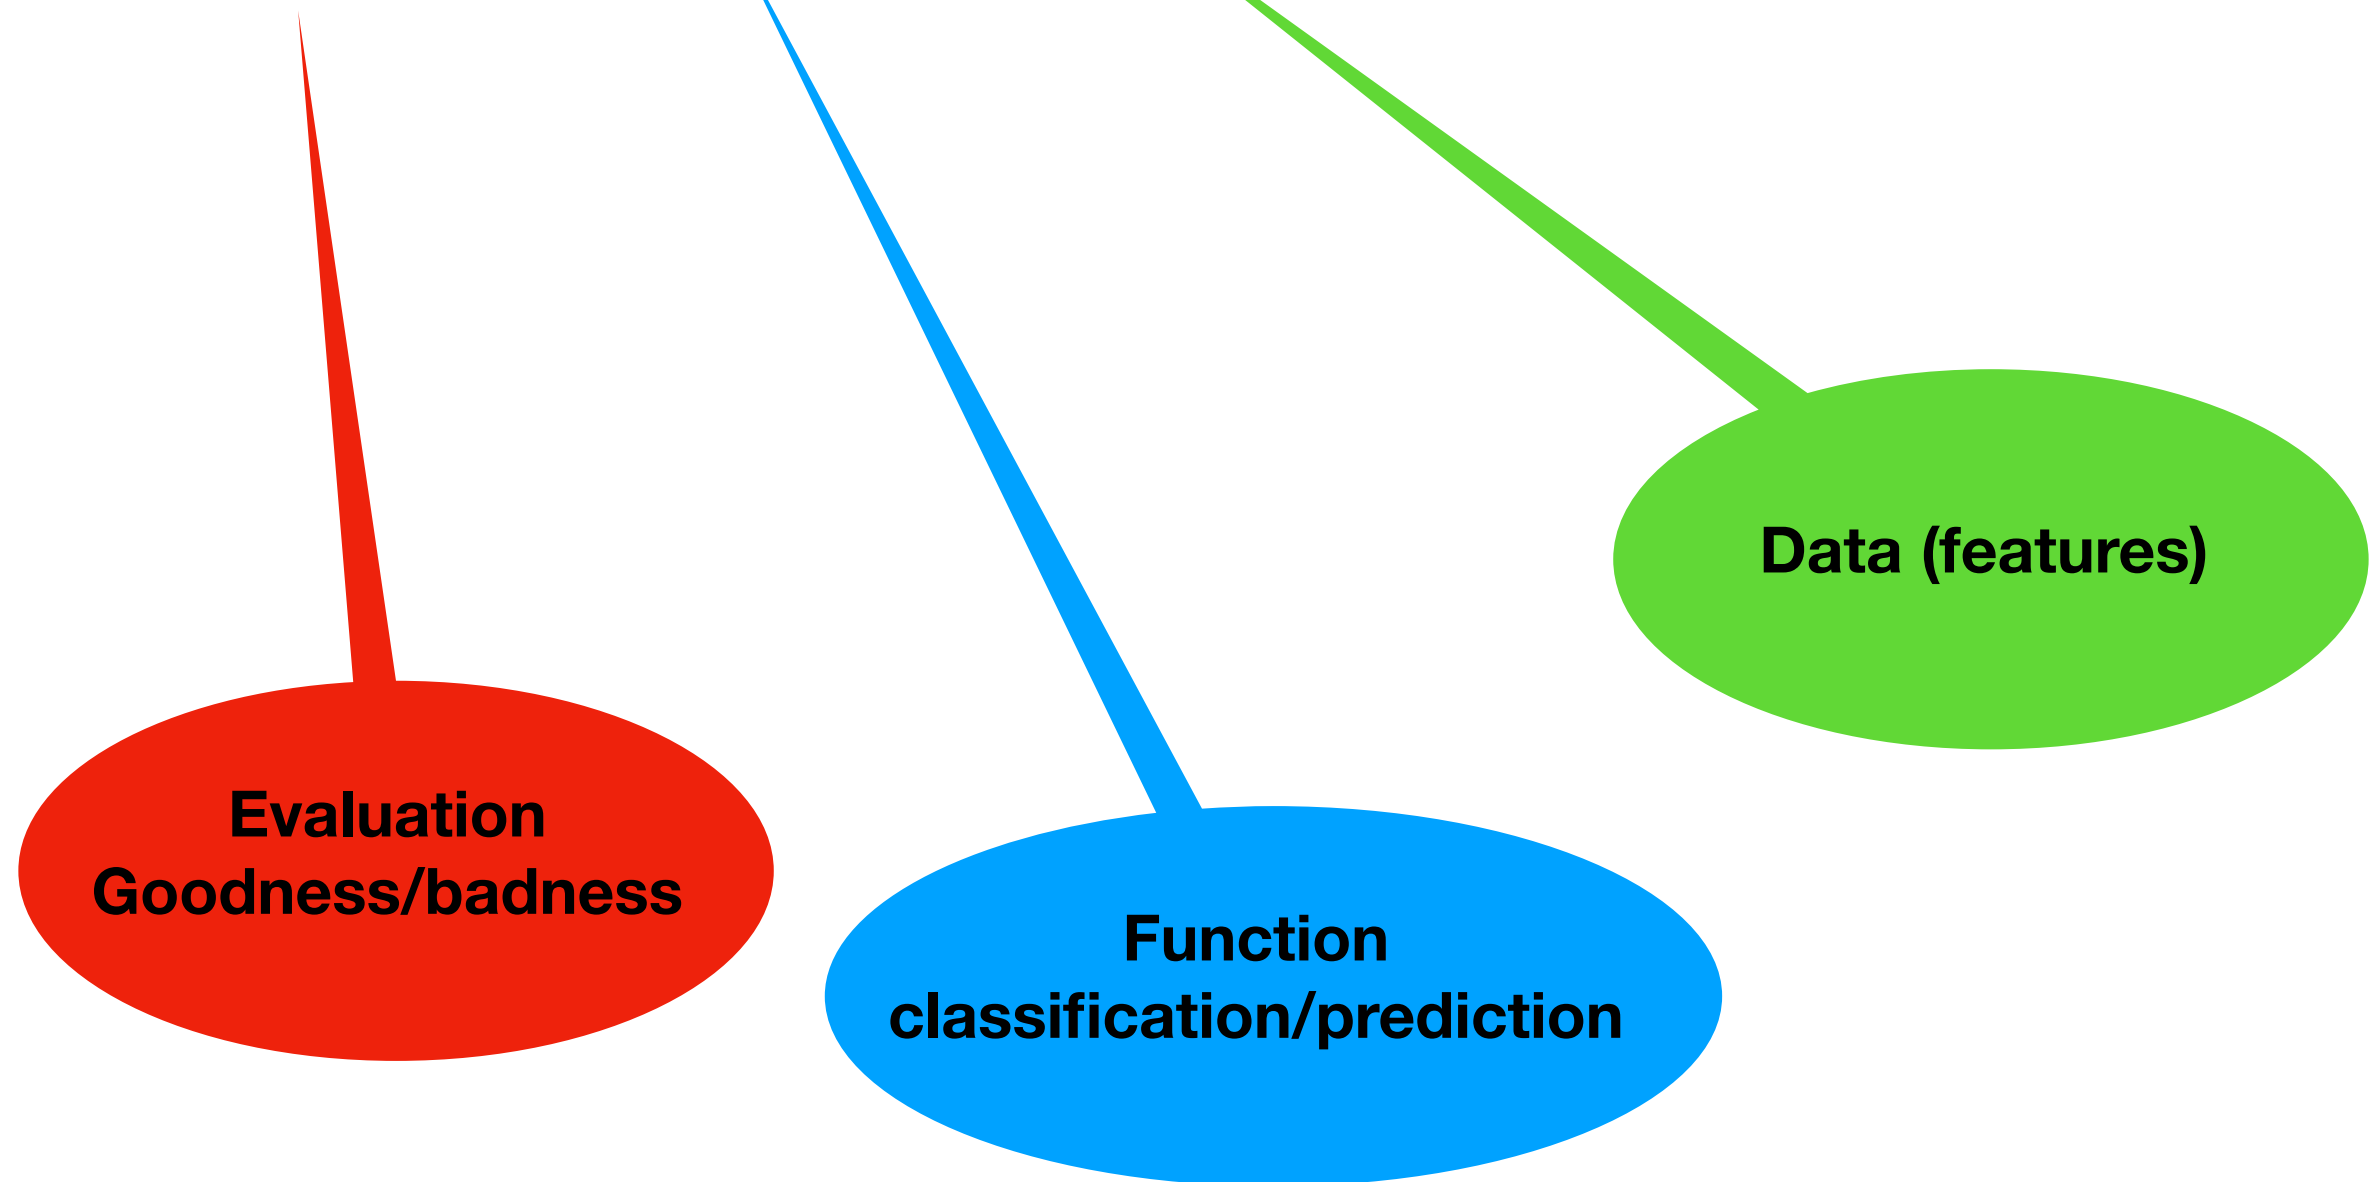 Data (features)
Evaluation
Goodness/badness
Function
classification/prediction